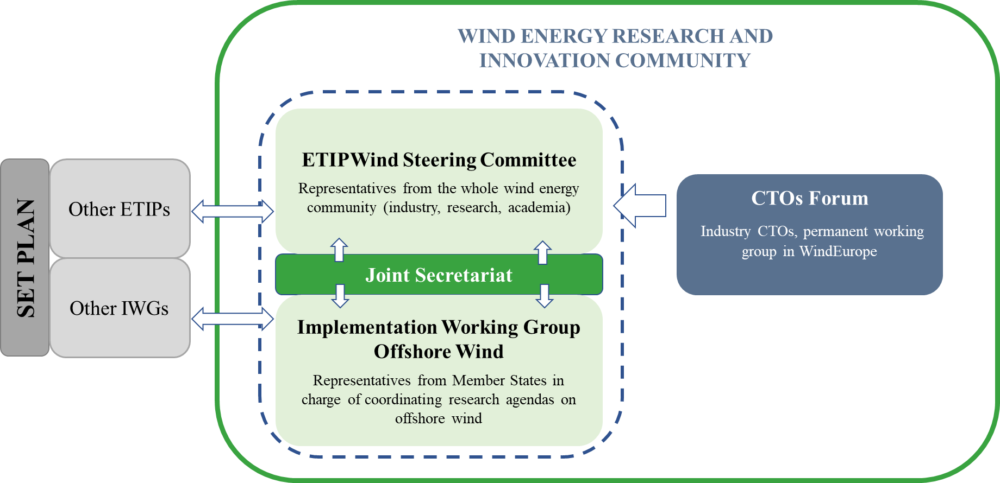 WIND ENERGY RESEARCH AND
INNOVATION COMMUNITY
SET PLAN
Other ETIPs
Other IWGs
ETIPWind Steering Committee
Representatives from the whole wind energy
community (industry, research, academia)
Joint Secretariat
Implementation Working Group
Offshore Wind
Representatives from Member States in
charge of coordinating research agendas on
offshore wind
CTOs Forum
Industry CTOs, permanent working
group in WindEurope